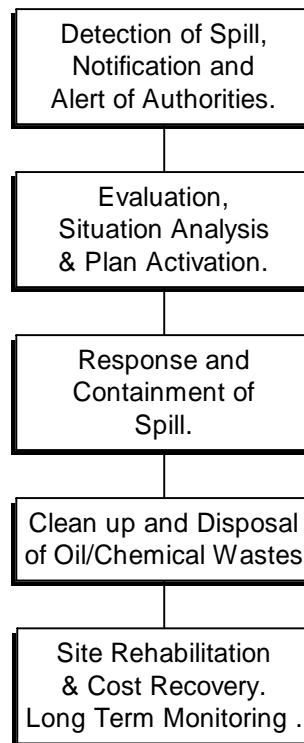 Detection of Spill,
Notification and
Alert of Authorities.
Evaluation,
Situation Analysis
& Plan Activation.
Response and
Containment of
Spill.
Clean up and Disposal
of Oil/Chemical Wastes
Site Rehabilitation
& Cost Recovery.
Long Term Monitoring .